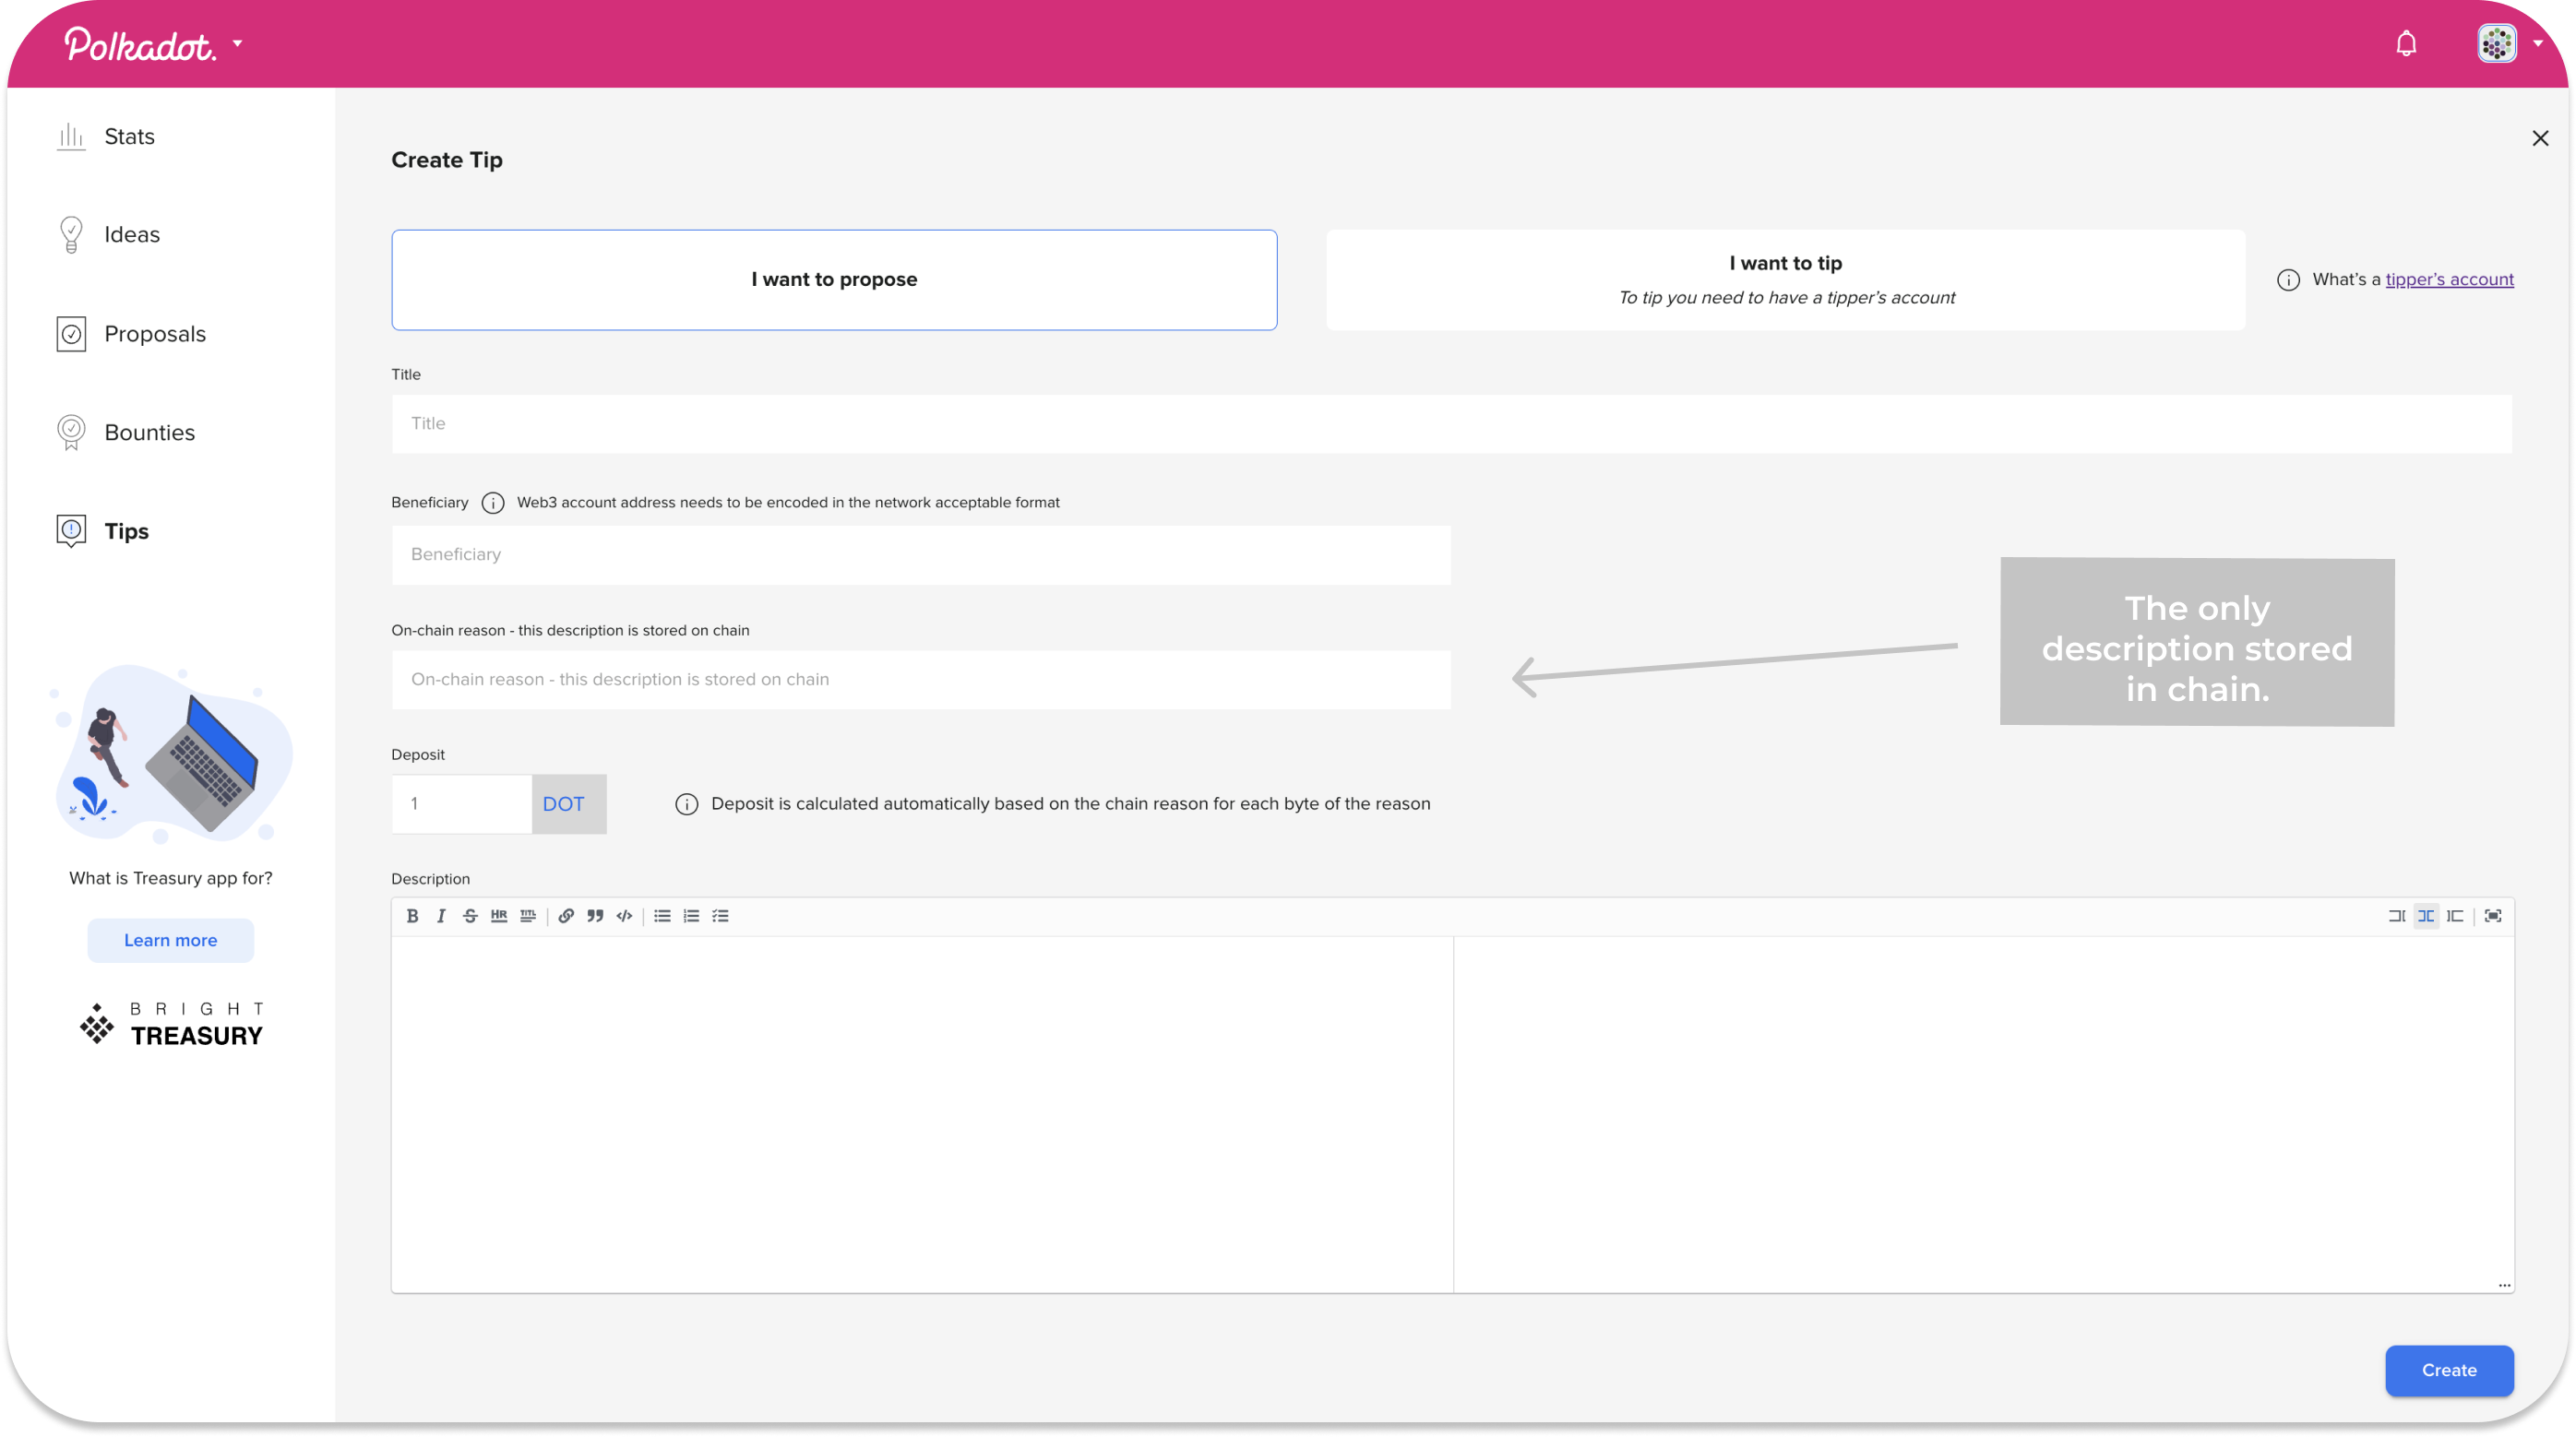 Polkadot.
Stats
Ideas
Proposals
Bounties
Tips
What is Treasury app for?
Learn more
BRIGHT
TREASURY
Create Tip
I want to propose
I want to tip
To tip you need to have a tipper's account
What's a tipper's account
Title
Title
Beneficiary
Web3 account address needs to be encoded in the network acceptable format
Beneficiary
On-chain reason - this description is stored on chain
On-chain reason - this description is stored on chain
The only
description stored
in chain.
Deposit
1 DOT
Deposit is calculated automatically based on the chain reason for each byte of the reason
Description
B I S HR TITL
Create